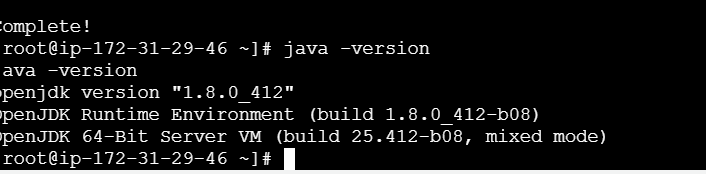 Complete!
root@ip-172-31-29-46 ~]# java -version
ava -version
openjdk version "1.8.0_412"
OpenJDK Runtime Environment (build 1.8.0_412-b08)
OpenJDK 64-Bit Server VM (build 25.412-b08, mixed mode)
root@ip-172-31-29-46 ~]#